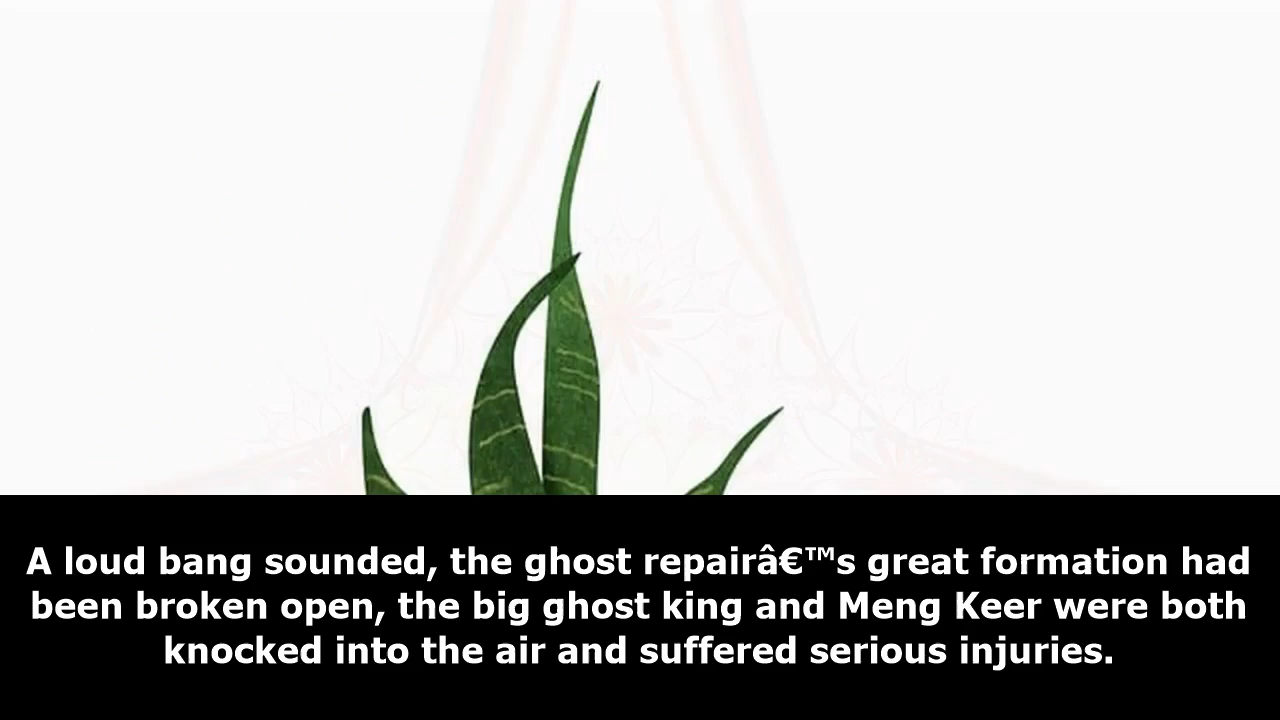 A loud bang sounded, the ghost repairâ€™s great formation had
been broken open, the big ghost king and Meng Keer were both
knocked into the air and suffered serious injuries.